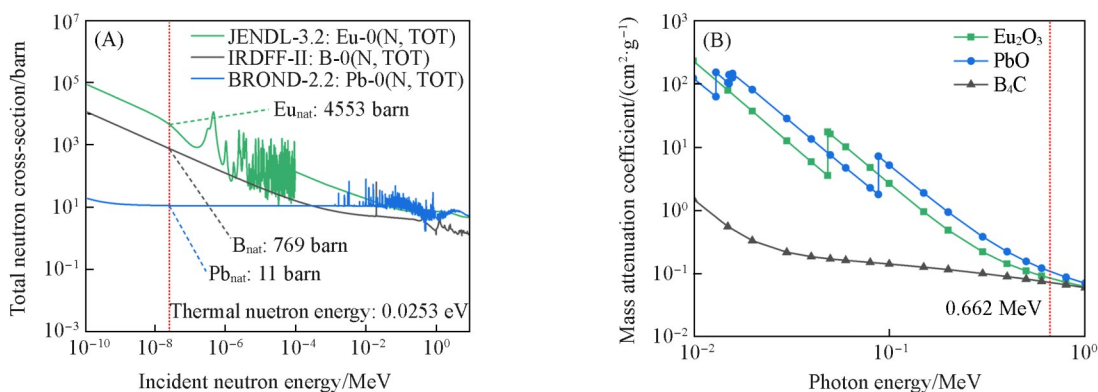 (A)
JENDL-3.2: Eu-0(N, TOT)
IRDFF-II: B-0(N, TOT)
BROND-2.2: Pb-0(N, TOT)
Eu_nat: 4553 barn
B_nat: 769 barn
Pb_nat: 11 barn
Thermal nuetron energy: 0.0253 eV
Total neutron cross-section/barn
10⁷
10⁵
10³
10¹
10⁻¹
10⁻³
10⁻¹⁰
10⁻⁸
10⁻⁶
10⁻⁴
10⁻²
10⁰
Incident neutron energy/MeV
(B)
Eu₂O₃
PbO
B₄C
0.662 MeV
Mass attenuation coefficient/(cm²·g⁻¹)
10³
10²
10¹
10⁰
10⁻¹
10⁻²
10⁻²
10⁻¹
10⁰
Photon energy/MeV